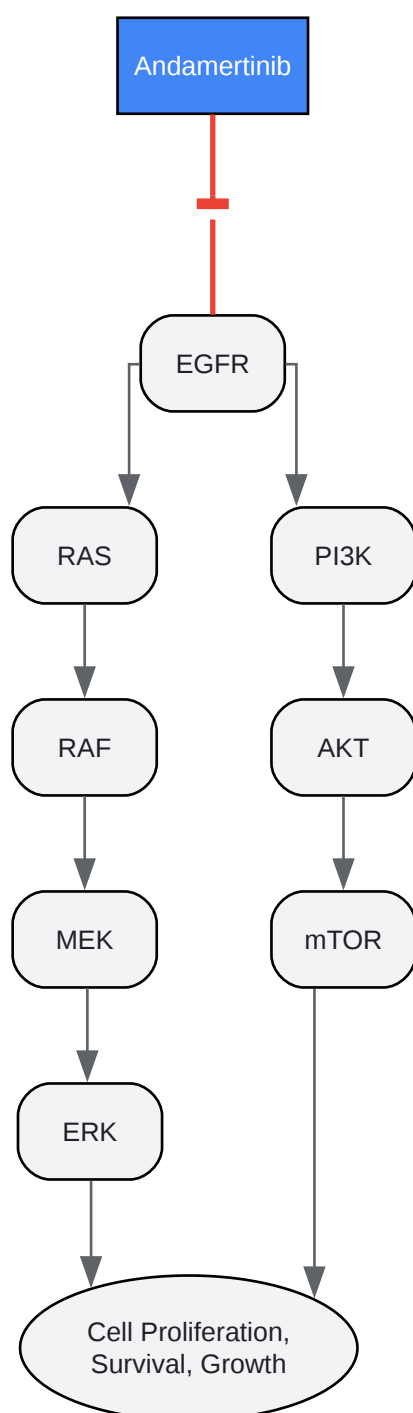 Andamertinib
EGFR
RAS
PI3K
RAF
AKT
MEK
mTOR
ERK
Cell Proliferation,
Survival, Growth